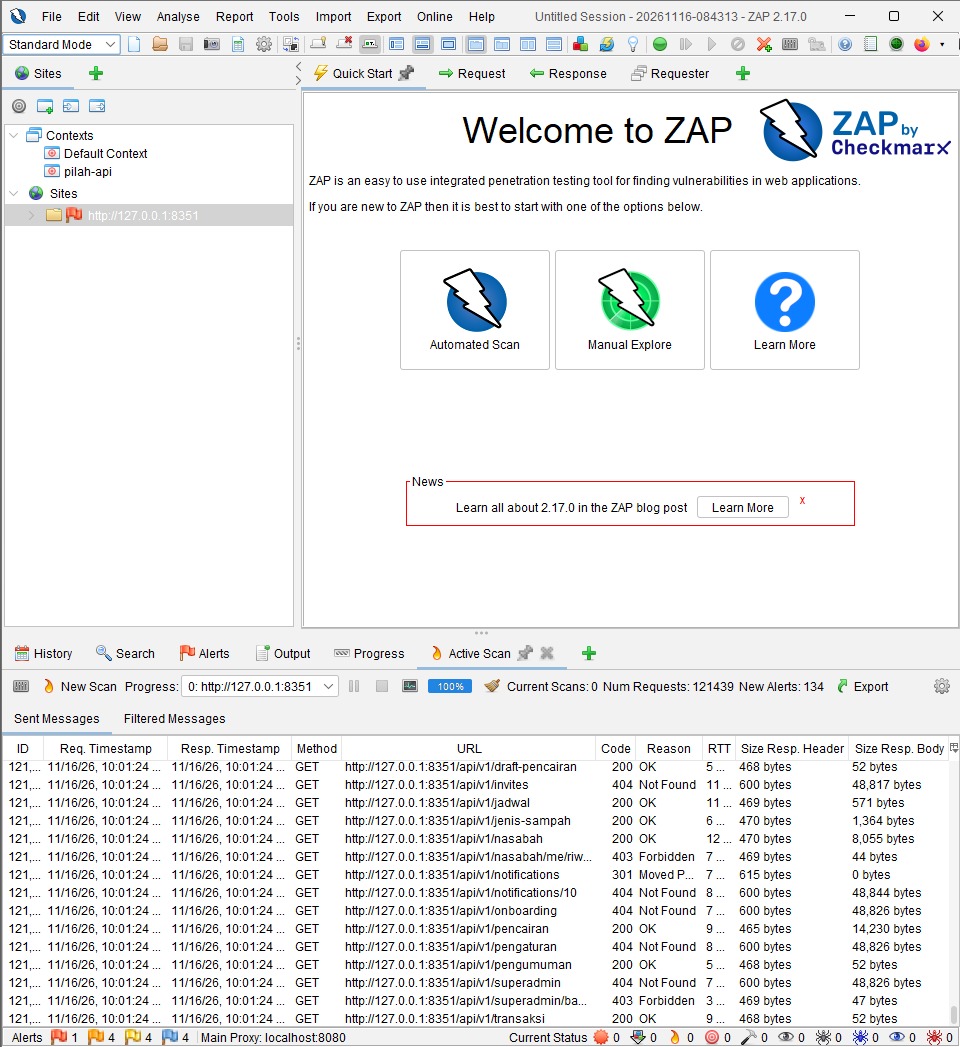 File Edit View Analyse Report Tools Import Export Online Help Untitled Session - 20261116-084313 - ZAP 2.17.0
Standard Mode
Sites
Quick Start Request Response Requester
Contexts
Default Context
pilah-api
Sites
http://127.0.0.1:8351
Welcome to ZAP
ZAP by
Checkmarx
ZAP is an easy to use integrated penetration testing tool for finding vulnerabilities in web applications.
If you are new to ZAP then it is best to start with one of the options below.
Automated Scan Manual Explore Learn More
News
Learn all about 2.17.0 in the ZAP blog post Learn More x
History Search Alerts Output Progress Active Scan
New Scan Progress: 0: http://127.0.0.1:8351 100% Current Scans: 0 Num Requests: 121439 New Alerts: 134 Export
Sent Messages Filtered Messages
ID Req. Timestamp Resp. Timestamp Method URL Code Reason RTT Size Resp. Header Size Resp. Body
121,... 11/16/26, 10:01:24 ... 11/16/26, 10:01:24 ... GET http://127.0.0.1:8351/api/v1/draft-pencairan 200 OK 5 ... 468 bytes 52 bytes
121,... 11/16/26, 10:01:24 ... 11/16/26, 10:01:24 ... GET http://127.0.0.1:8351/api/v1/invites 404 Not Found 11 ... 600 bytes 48,817 bytes
121,... 11/16/26, 10:01:24 ... 11/16/26, 10:01:24 ... GET http://127.0.0.1:8351/api/v1/jadwal 200 OK 11 ... 469 bytes 571 bytes
121,... 11/16/26, 10:01:24 ... 11/16/26, 10:01:24 ... GET http://127.0.0.1:8351/api/v1/jenis-sampah 200 OK 6 ... 470 bytes 1,364 bytes
121,... 11/16/26, 10:01:24 ... 11/16/26, 10:01:24 ... GET http://127.0.0.1:8351/api/v1/nasabah 200 OK 12 ... 470 bytes 8,055 bytes
121,... 11/16/26, 10:01:24 ... 11/16/26, 10:01:24 ... GET http://127.0.0.1:8351/api/v1/nasabah/me/riw... 403 Forbidden 7 ... 469 bytes 44 bytes
121,... 11/16/26, 10:01:24 ... 11/16/26, 10:01:24 ... GET http://127.0.0.1:8351/api/v1/notifications 301 Moved P... 7 ... 615 bytes 0 bytes
121,... 11/16/26, 10:01:24 ... 11/16/26, 10:01:24 ... GET http://127.0.0.1:8351/api/v1/notifications/10 404 Not Found 8 ... 600 bytes 48,844 bytes
121,... 11/16/26, 10:01:24 ... 11/16/26, 10:01:24 ... GET http://127.0.0.1:8351/api/v1/onboarding 404 Not Found 7 ... 600 bytes 48,826 bytes
121,... 11/16/26, 10:01:24 ... 11/16/26, 10:01:24 ... GET http://127.0.0.1:8351/api/v1/pencairan 200 OK 9 ... 465 bytes 14,230 bytes
121,... 11/16/26, 10:01:24 ... 11/16/26, 10:01:24 ... GET http://127.0.0.1:8351/api/v1/pengaturan 404 Not Found 8 ... 600 bytes 48,826 bytes
121,... 11/16/26, 10:01:24 ... 11/16/26, 10:01:24 ... GET http://127.0.0.1:8351/api/v1/pengumuman 200 OK 5 ... 468 bytes 52 bytes
121,... 11/16/26, 10:01:24 ... 11/16/26, 10:01:24 ... GET http://127.0.0.1:8351/api/v1/superadmin 404 Not Found 7 ... 600 bytes 48,826 bytes
121,... 11/16/26, 10:01:24 ... 11/16/26, 10:01:24 ... GET http://127.0.0.1:8351/api/v1/superadmin/ba... 403 Forbidden 3 ... 469 bytes 47 bytes
121,... 11/16/26, 10:01:24 ... 11/16/26, 10:01:24 ... GET http://127.0.0.1:8351/api/v1/transaksi 200 OK 9 ... 468 bytes 52 bytes
Alerts 1 4 4 4 Main Proxy: localhost:8080 Current Status 0 0 0 0 0 0 0 0 0 0